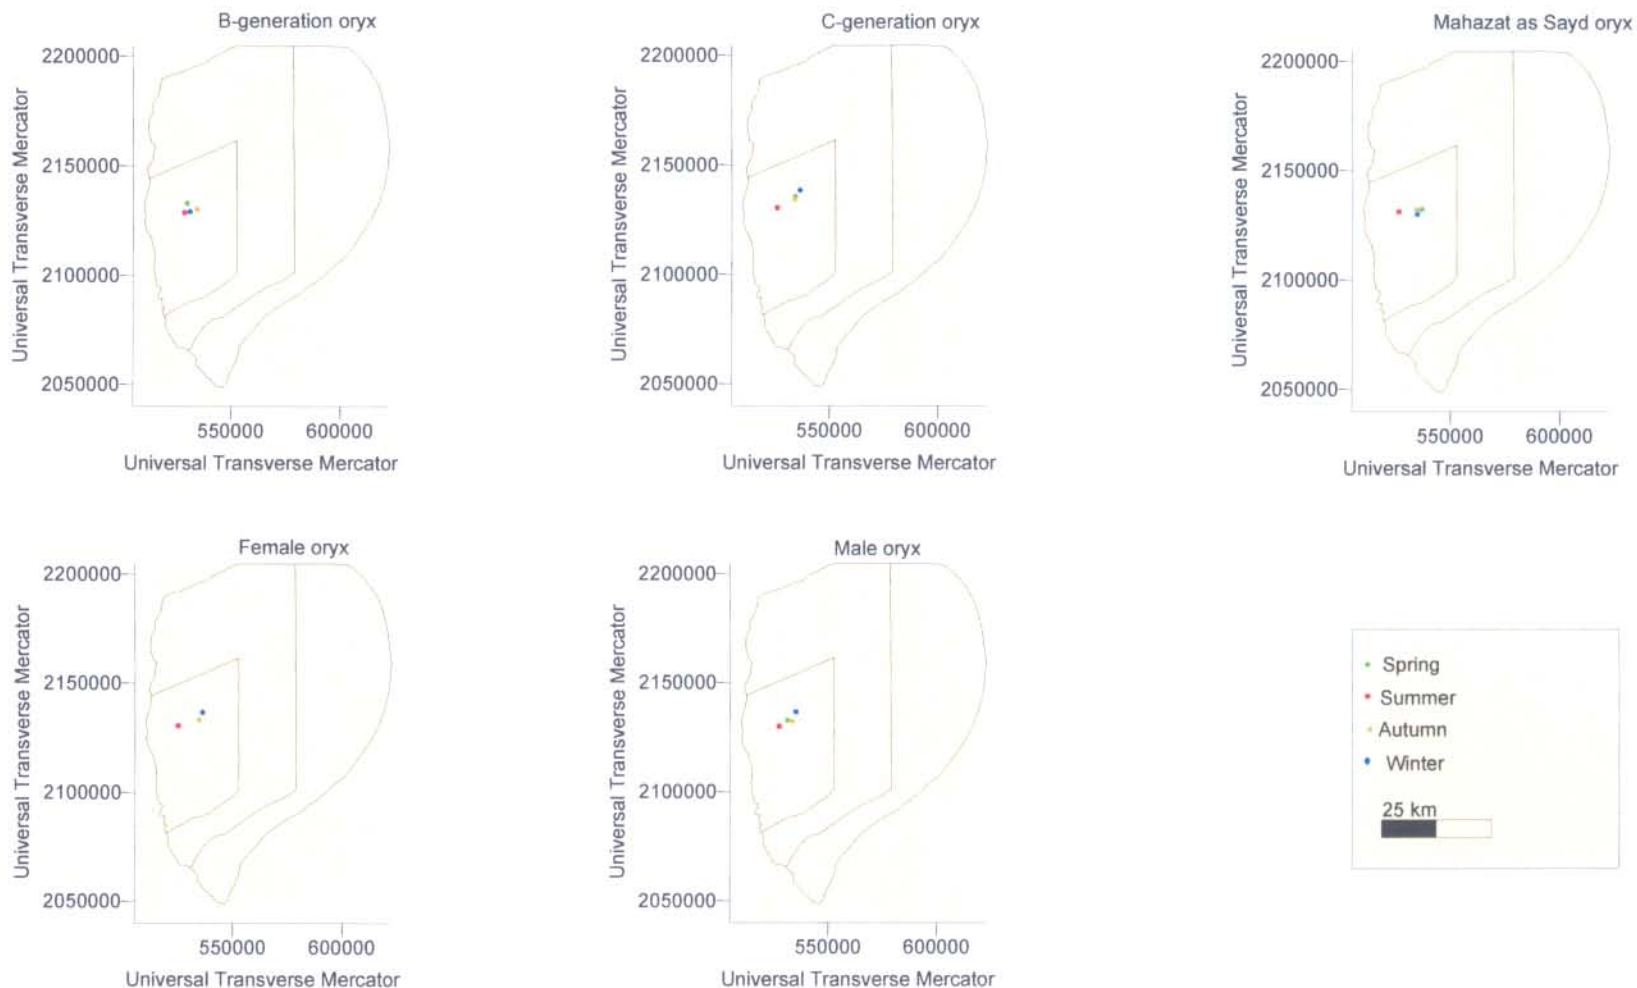 B-generation oryx
2200000
2150000
2100000
2050000
Universal Transverse Mercator
550000 600000
Universal Transverse Mercator
C-generation oryx
2200000
2150000
2100000
2050000
Universal Transverse Mercator
550000 600000
Universal Transverse Mercator
Mahazat as Sayd oryx
2200000
2150000
2100000
2050000
Universal Transverse Mercator
550000 600000
Universal Transverse Mercator
Female oryx
2200000
2150000
2100000
2050000
Universal Transverse Mercator
550000 600000
Universal Transverse Mercator
Male oryx
2200000
2150000
2100000
2050000
Universal Transverse Mercator
550000 600000
Universal Transverse Mercator
Spring
Summer
Autumn
Winter
25 km